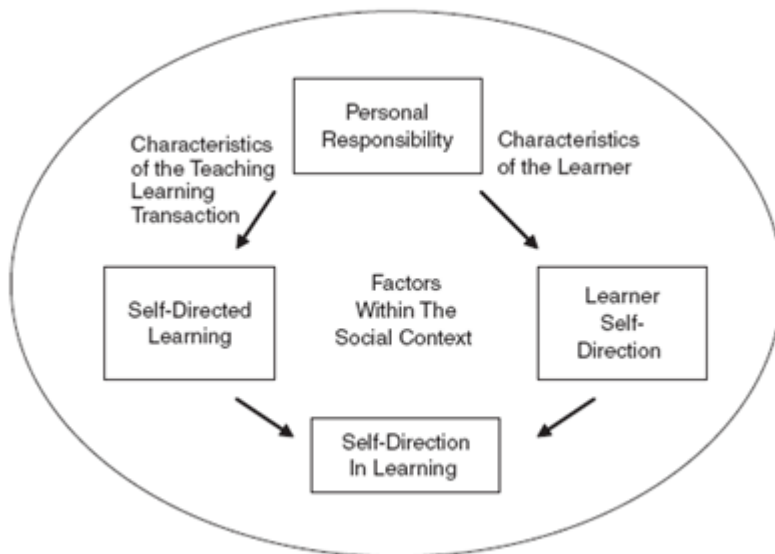 Personal
Responsibility
Characteristics
of the Teaching
Learning
Transaction
Characteristics
of the Learner
Self-Directed
Learning
Factors
Within The
Social Context
Learner
Self-
Direction
Self-Direction
In Learning